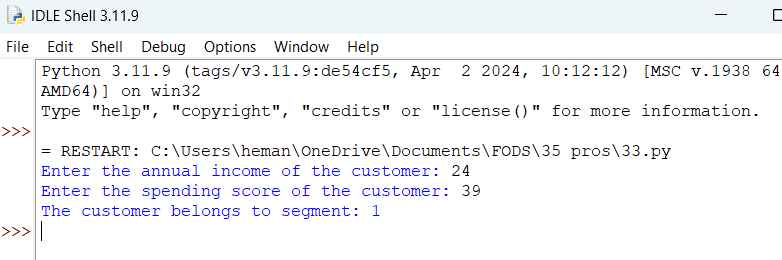 IDLE Shell 3.11.9
File Edit Shell Debug Options Window Help
Python 3.11.9 (tags/v3.11.9:de54cf5, Apr  2 2024, 10:12:12) [MSC v.1938 64
AMD64)] on win32
Type "help", "copyright", "credits" or "license()" for more information.
>>>
= RESTART: C:\Users\heman\OneDrive\Documents\FODS\35 pros\33.py
Enter the annual income of the customer: 24
Enter the spending score of the customer: 39
The customer belongs to segment: 1
>>>